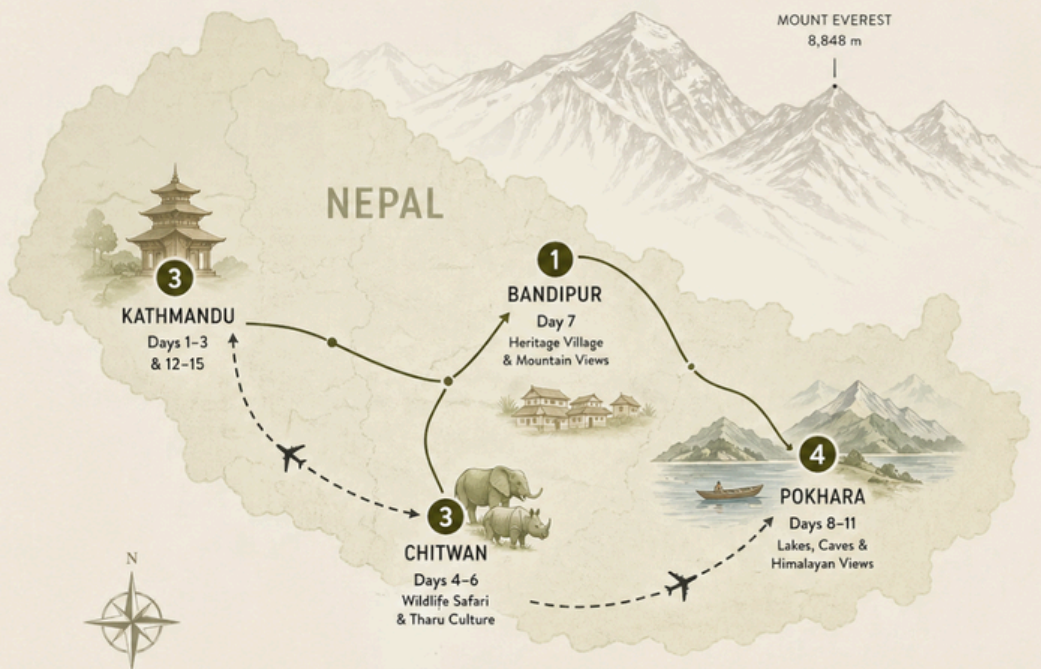 MOUNT EVEREST
8,848 m
NEPAL
3
KATHMANDU
Days 1–3
& 12–15
1
BANDIPUR
Day 7
Heritage Village
& Mountain Views
4
POKHARA
Days 8–11
Lakes, Caves &
Himalayan Views
3
CHITWAN
Days 4–6
Wildlife Safari
& Tharu Culture
N